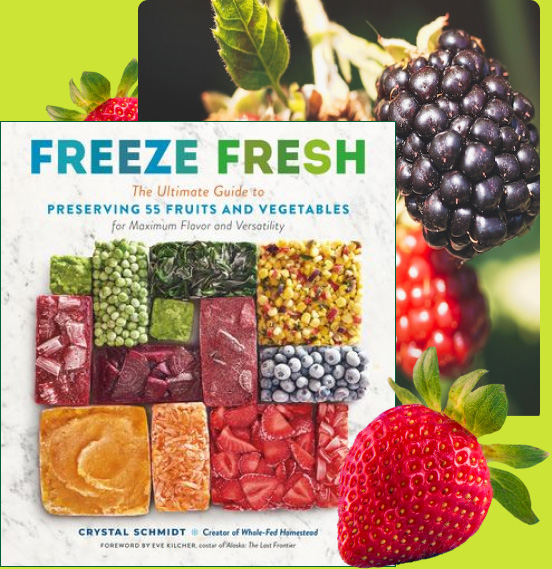 FREEZE FRESH
The Ultimate Guide to
PRESERVING 55 FRUITS AND VEGETABLES
for Maximum Flavor and Versatility
CRYSTAL SCHMIDT * Creator of Whole-Fed Homestead
FOREWORD BY EVE KILCHER, costar of Alaska: The Last Frontier